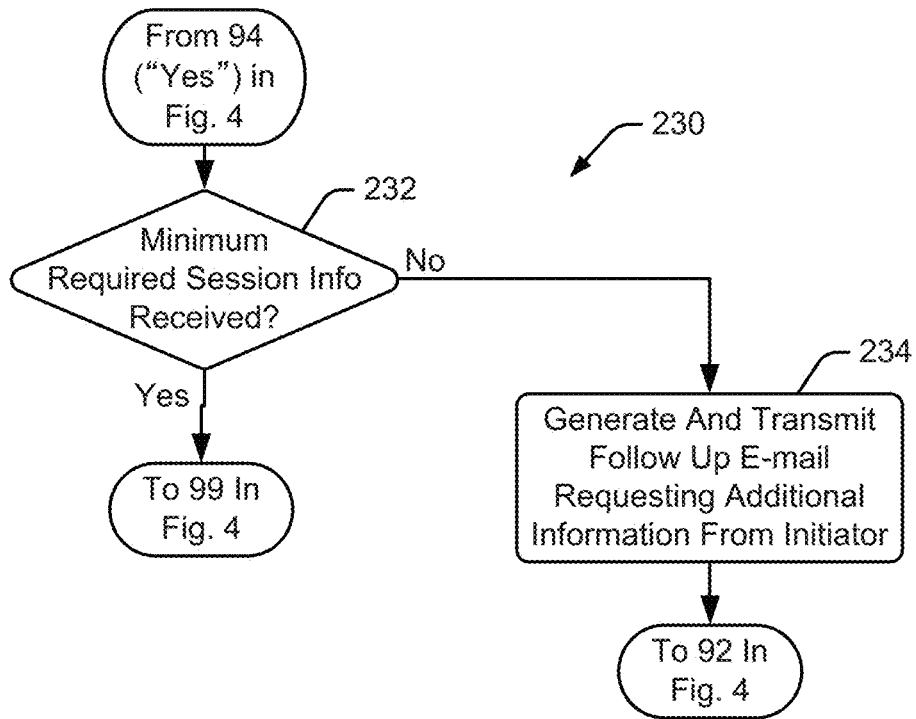 From 94
(“Yes”) in
Fig. 4
230
232
Minimum
Required Session Info
Received?
No
Yes
234
Generate And Transmit
Follow Up E-mail
Requesting Additional
Information From Initiator
To 99 In
Fig. 4
To 92 In
Fig. 4